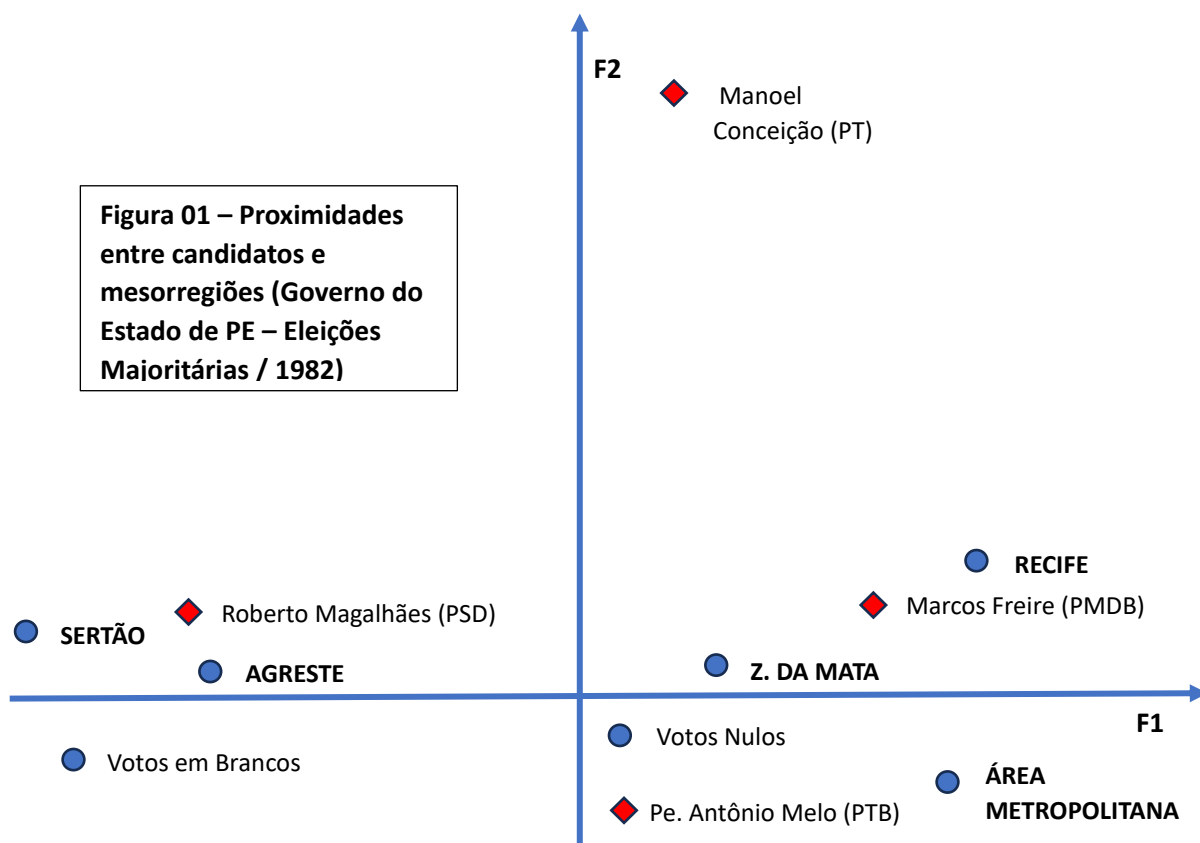 F2
Manoel
Conceição (PT)
Figura 01 – Proximidades
entre candidatos e
mesorregiões (Governo do
Estado de PE – Eleições
Majoritárias / 1982)
RECIFE
Roberto Magalhães (PSD)
Marcos Freire (PMDB)
SERTÃO
AGRESTE
Z. DA MATA
F1
Votos Nulos
Votos em Brancos
ÁREA
METROPOLITANA
Pe. Antônio Melo (PTB)